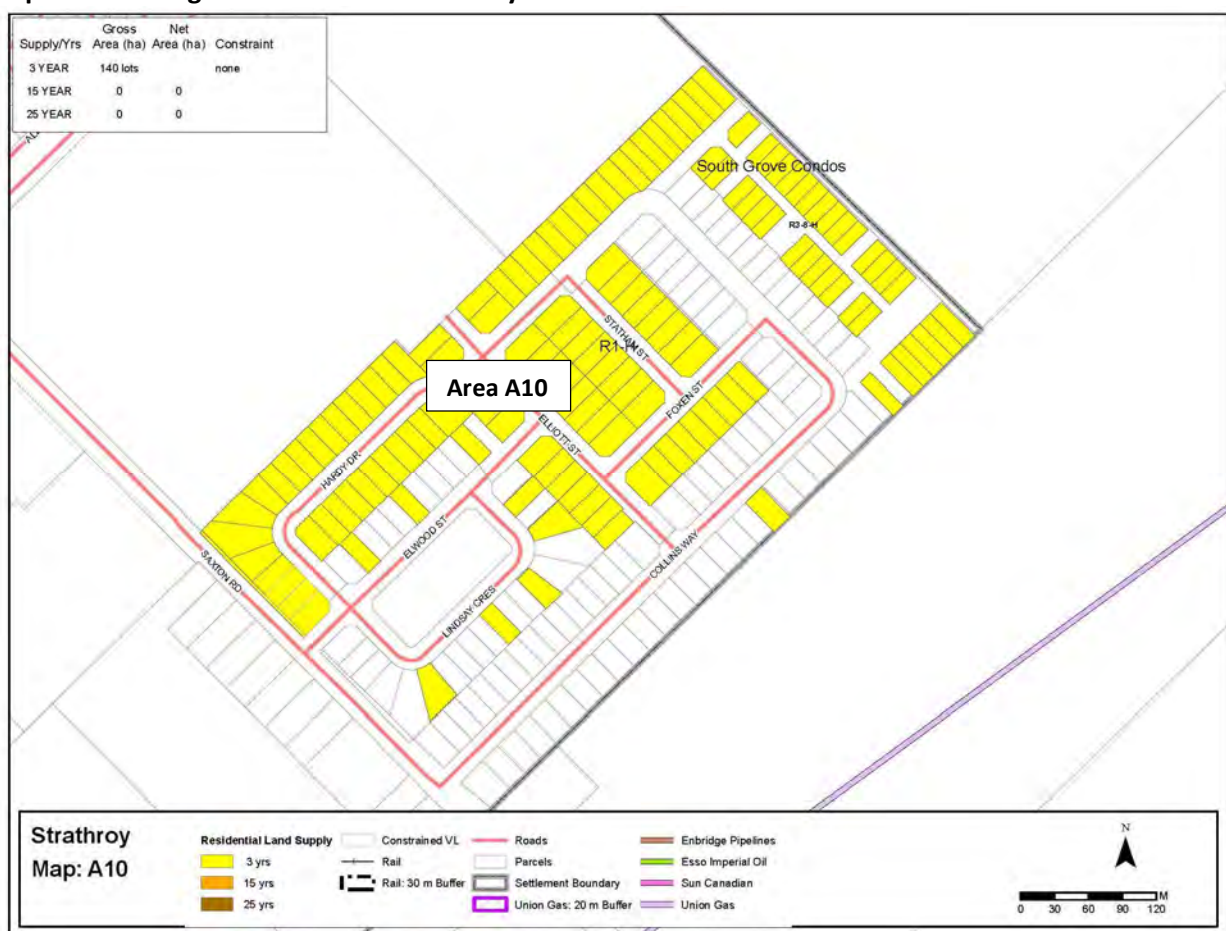 Gross Net
Supply/Yrs Area (ha) Area (ha) Constraint
3 YEAR 140 lots none
15 YEAR 0 0
25 YEAR 0 0
South Grove Condos
R3-8-H
STATHAM ST
Area A10
FOXEN ST
ELLIOTT ST
HARDY DR
ELWOOD ST
COLLINS WAY
SAXTON RD
LINDSAY CRES
Strathroy
Map: A10
Residential Land Supply
3 yrs
15 yrs
25 yrs
Constrained VL
Rail
Rail: 30 m Buffer
Roads
Parcels
Settlement Boundary
Union Gas: 20 m Buffer
Enbridge Pipelines
Esso Imperial Oil
Sun Canadian
Union Gas
N
M
0 30 60 90 120